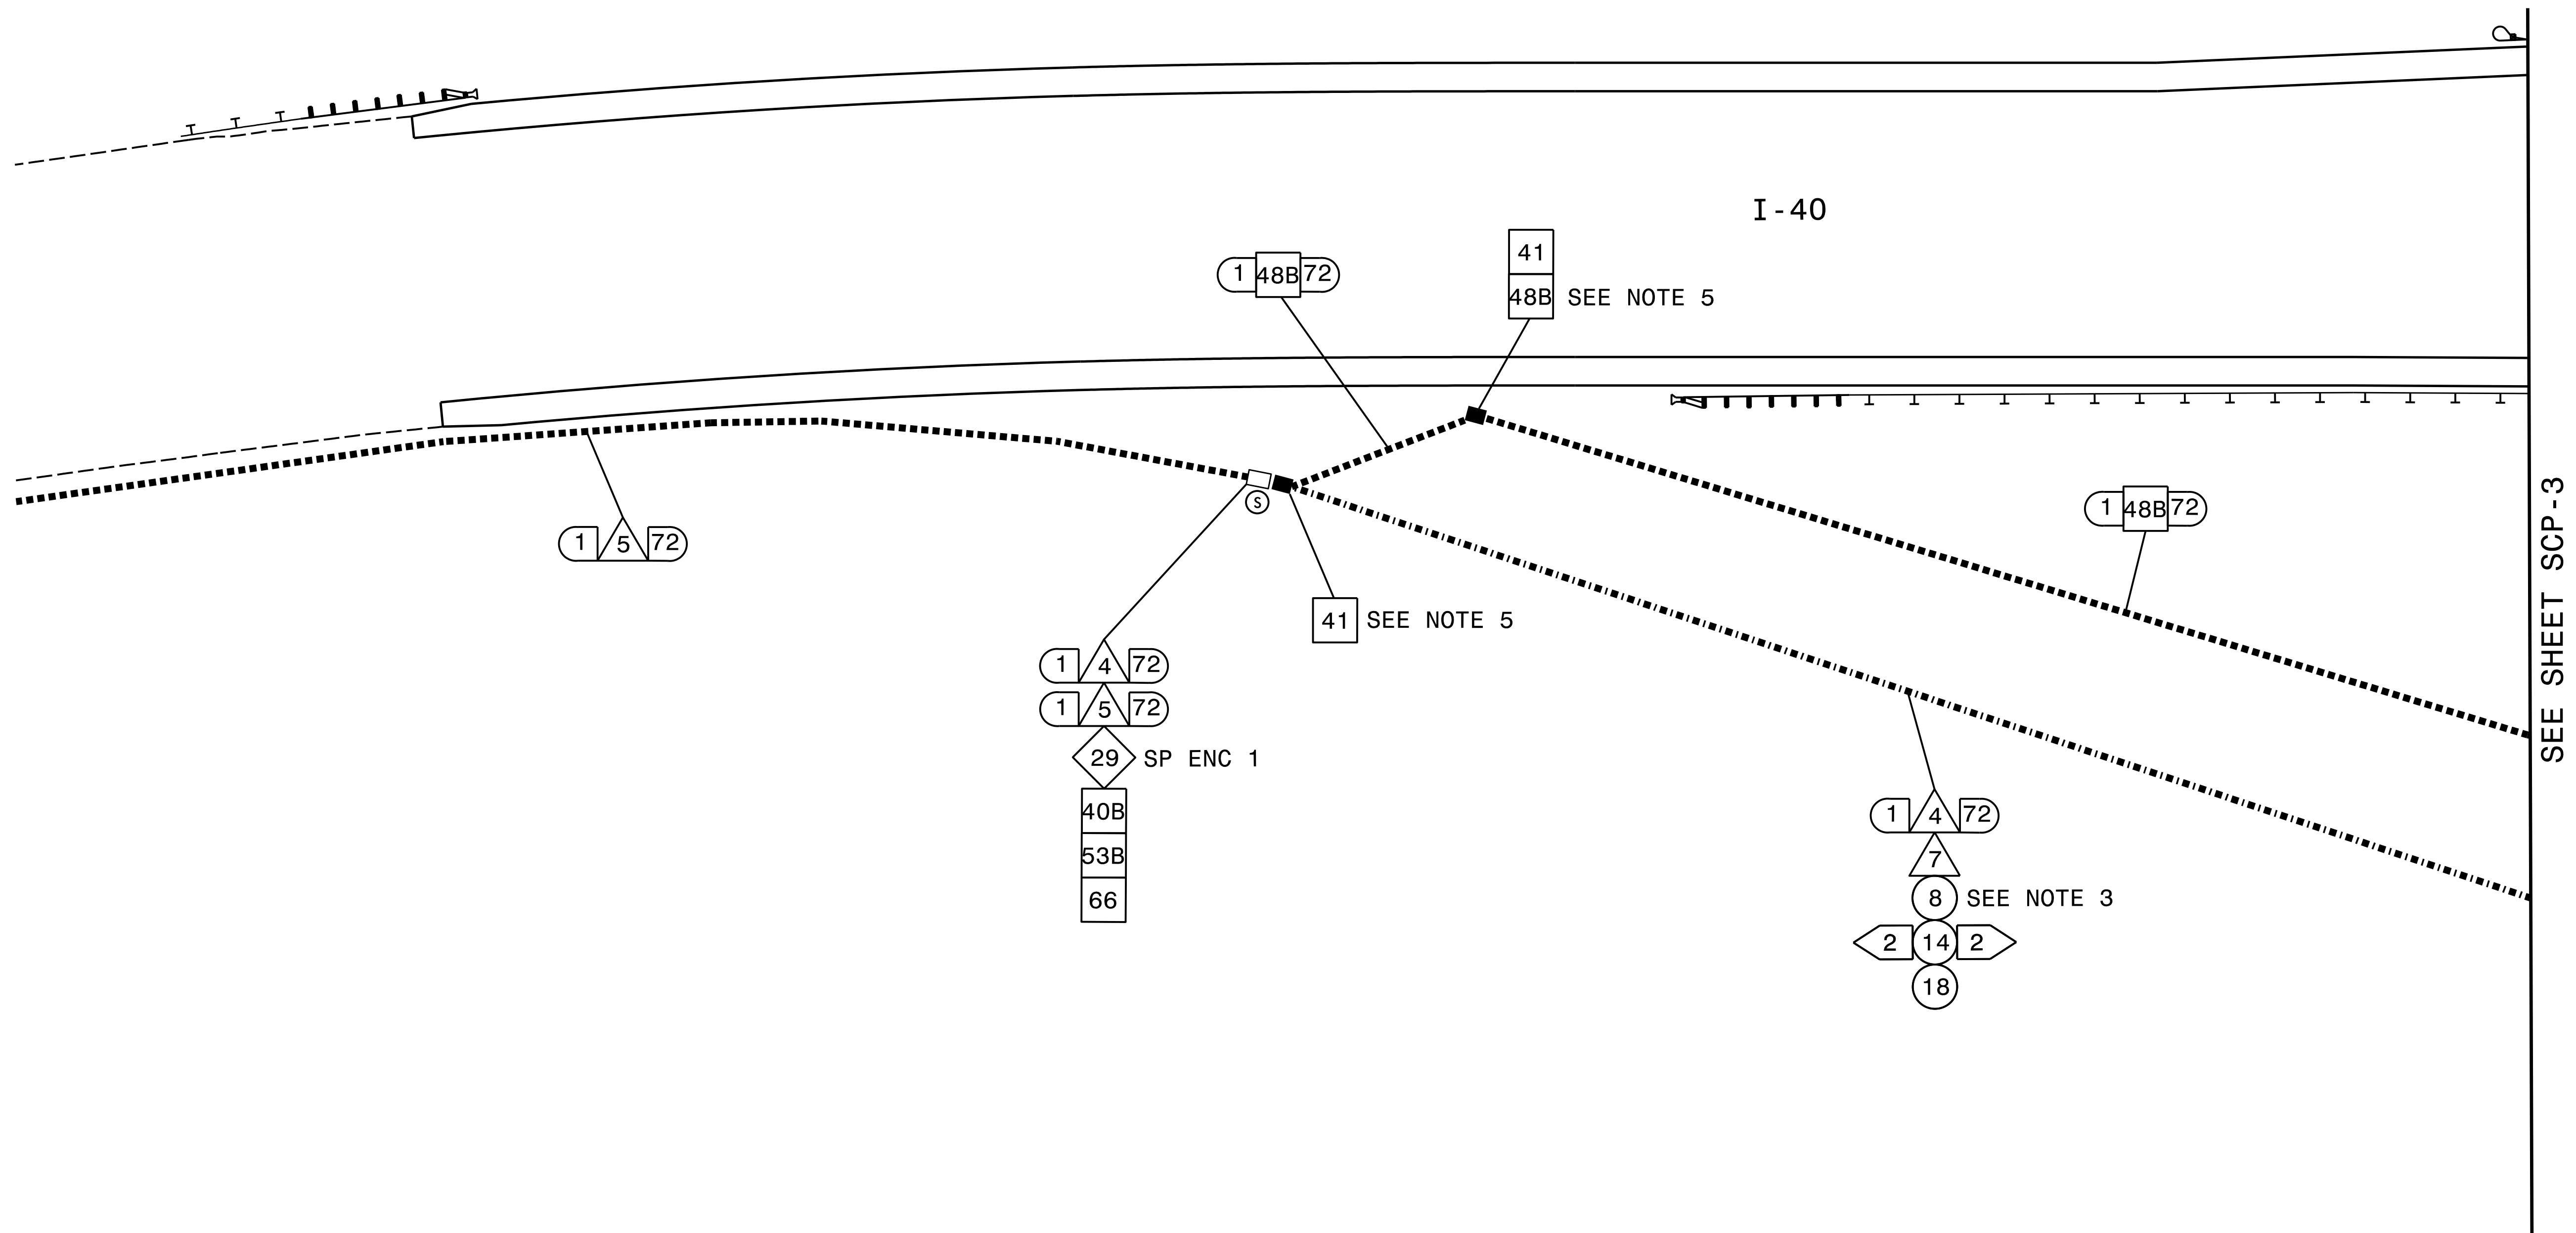 I-40
41
48B SEE NOTE 5
1 48B 72
1 48B 72
1 5 72
S
41 SEE NOTE 5
1 4 72
1 5 72
29 SP ENC 1
40B
53B
66
1 4 72
7
8 SEE NOTE 3
2 14 2
18
SEE SHEET SCP-3